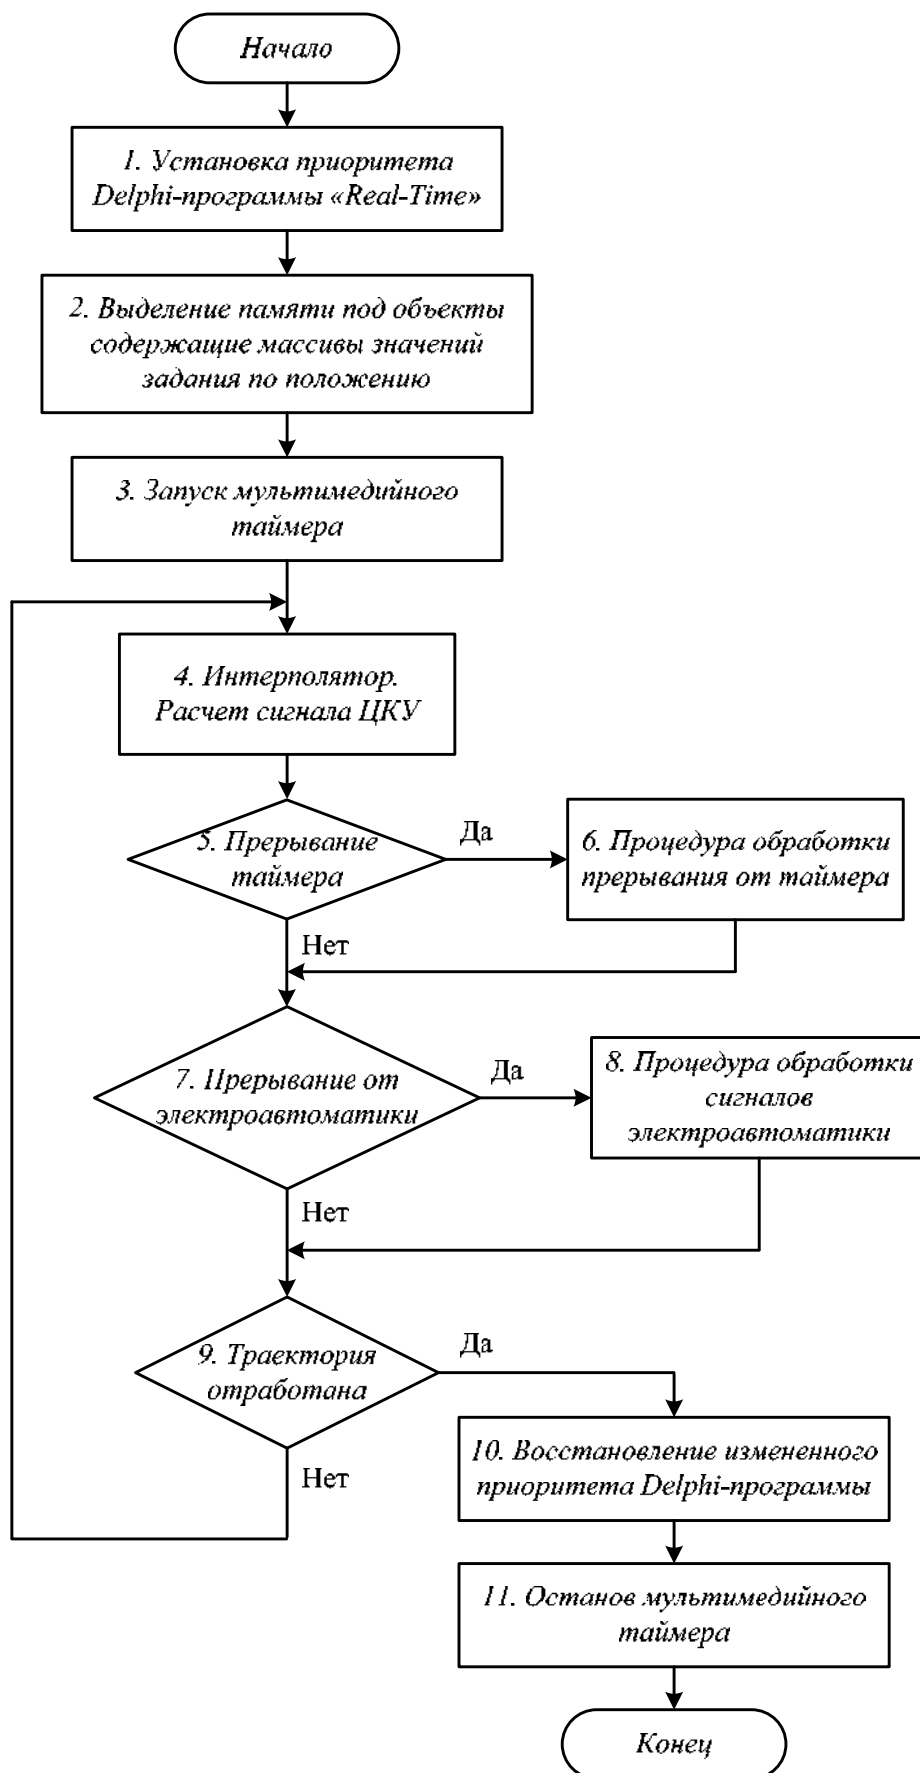 Начало
1. Установка приоритета
Delphi-программы «Real-Time»
2. Выделение памяти под объекты
содержащие массивы значений
задания по положению
3. Запуск мультимедийного
таймера
4. Интерполятор.
Расчет сигнала ЦКУ
5. Прерывание
таймера
Да
6. Процедура обработки
прерывания от таймера
Нет
7. Прерывание от
электроавтоматики
Да
8. Процедура обработки
сигналов
электроавтоматики
Нет
9. Траектория
отработана
Да
Нет
10. Восстановление измененного
приоритета Delphi-программы
11. Останов мультимедийного
таймера
Конец